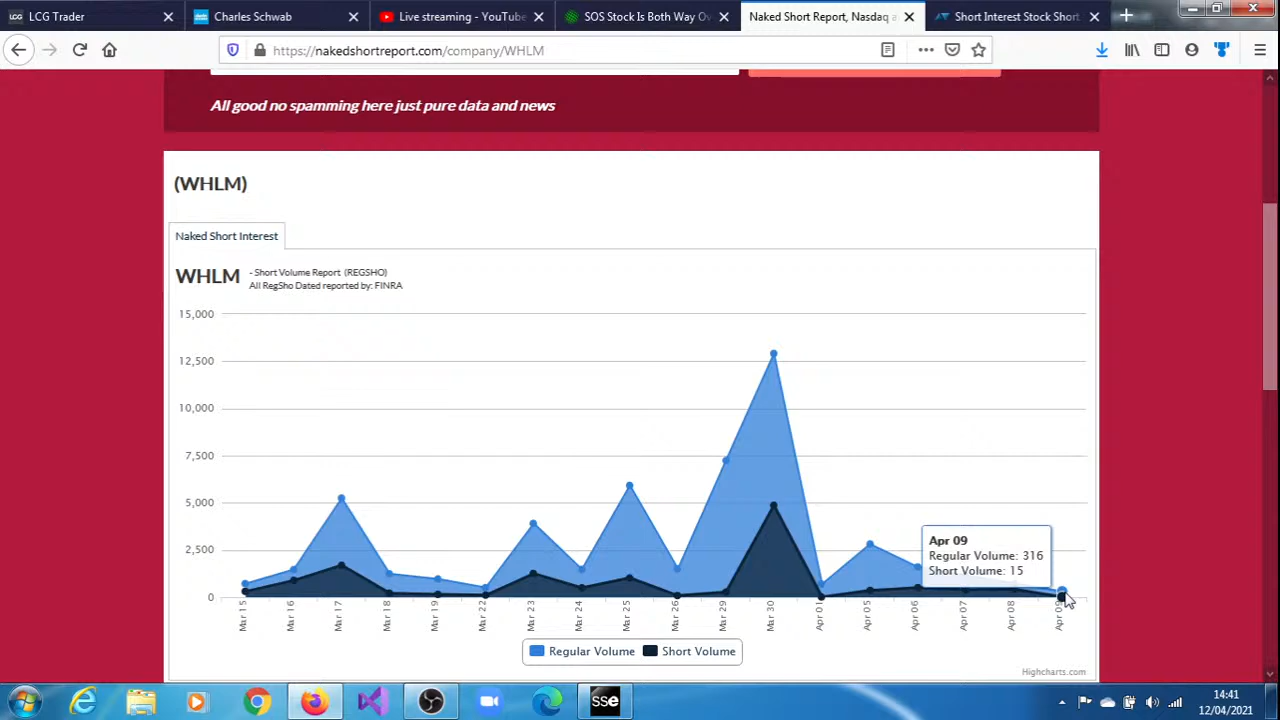 LCG Trader
Charles Schwab
Live streaming - YouTube
SOS Stock Is Both Way Ov
Naked Short Report, Nasdaq a
Short Interest Stock Short
https://nakedshortreport.com/company/WHLM
All good no spamming here just pure data and news
(WHLM)
Naked Short Interest
WHLM
- Short Volume Report (REGSHO)
All RegSho Dated reported by: FINRA
15,000
12,500
10,000
7,500
5,000
2,500
0
Apr 09
Regular Volume: 316
Short Volume: 15
Mar 15
Mar 16
Mar 17
Mar 18
Mar 19
Mar 22
Mar 23
Mar 24
Mar 25
Mar 26
Mar 29
Mar 30
Apr 01
Apr 05
Apr 06
Apr 07
Apr 08
Apr 09
Regular Volume
Short Volume
Highcharts.com
SSE
14:41
12/04/2021